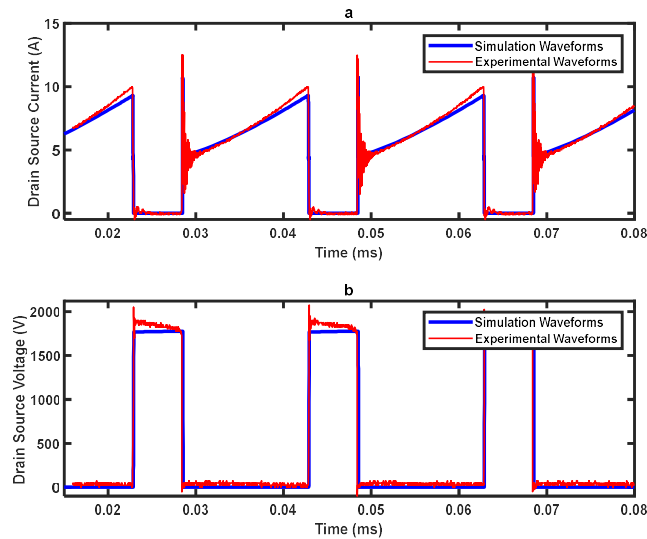 a
Drain Source Current (A)
15
10
5
0
Simulation Waveforms
Experimental Waveforms
0.02 0.03 0.04 0.05 0.06 0.07 0.08
Time (ms)
b
Drain Source Voltage (V)
2000
1500
1000
500
0
Simulation Waveforms
Experimental Waveforms
0.02 0.03 0.04 0.05 0.06 0.07 0.08
Time (ms)